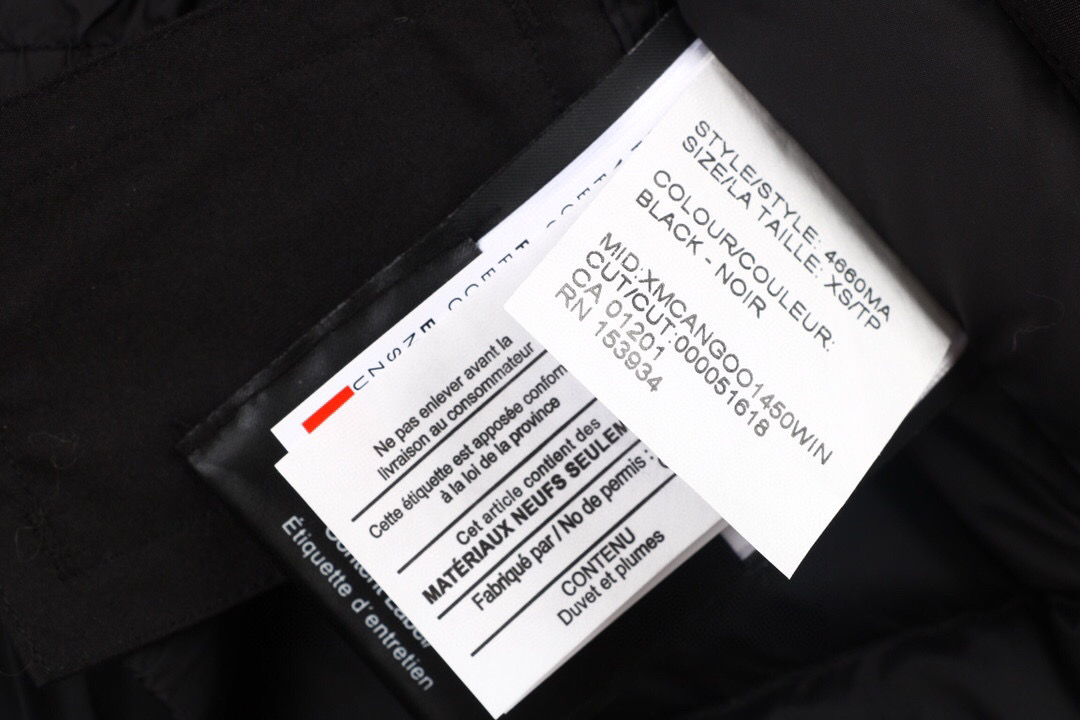 STYLE/STYLE: 4660MA
SIZE/LA TAILLE: XS/TP
COLOUR/COULEUR:
BLACK - NOIR
MID:XMCANGOO1450WIN
CUT/CUT:000051618
CA 01201
RN 153934
Ne pas enlever avant la
livraison au consommateur
Cette étiquette est apposée conform
à la loi de la province
Cet article contient des
MATÉRIAUX NEUFS SEULEM
Fabriqué par / No de permis :
CONTENU
Duvet et plumes
Content Label/
Étiquette d'entretien